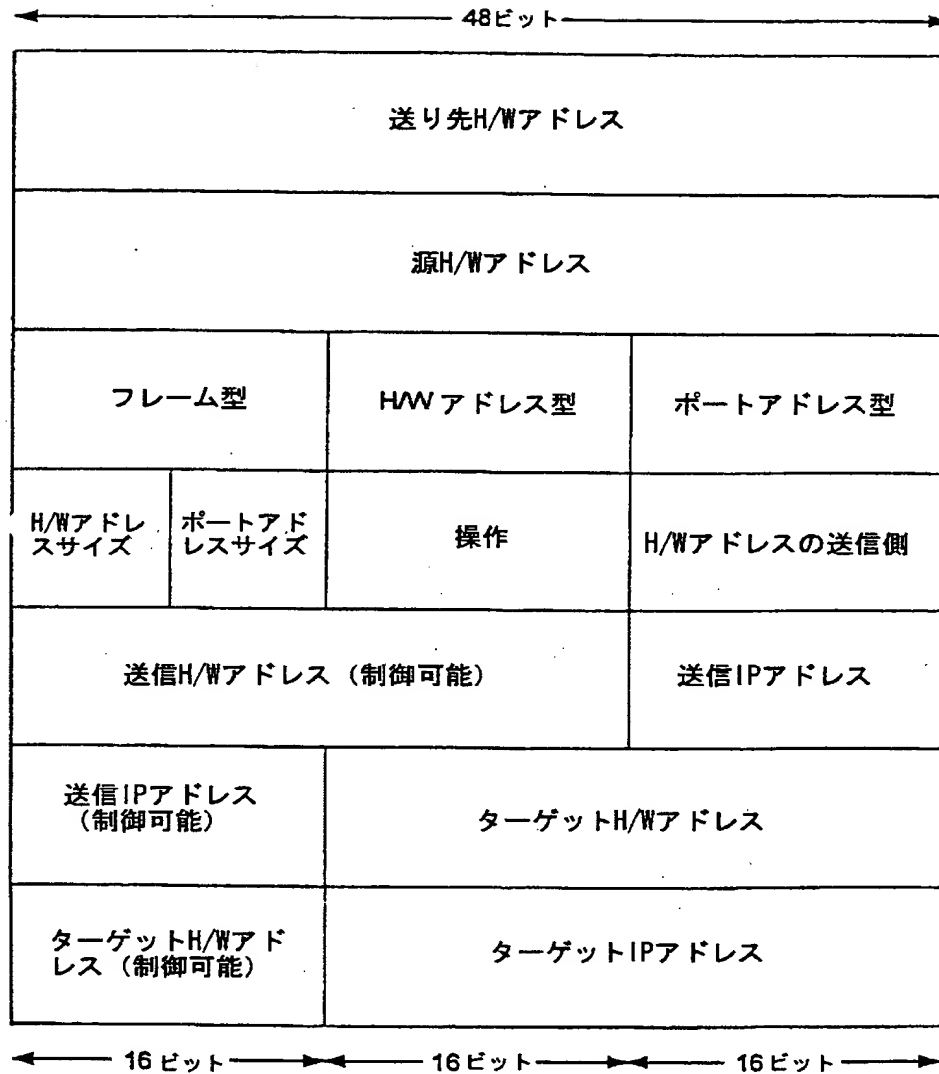 48ビット
送り先H/Wアドレス
源H/Wアドレス
フレーム型
H/W アドレス型
ポートアドレス型
H/Wアドレ
スサイズ
ポートアド
レスサイズ
操作
H/Wアドレスの送信側
送信H/Wアドレス（制御可能）
送信IPアドレス
送信IPアドレス
（制御可能）
ターゲットH/Wアドレス
ターゲットH/Wアド
レス（制御可能）
ターゲットIPアドレス
16 ビット
16ビット
16 ビット